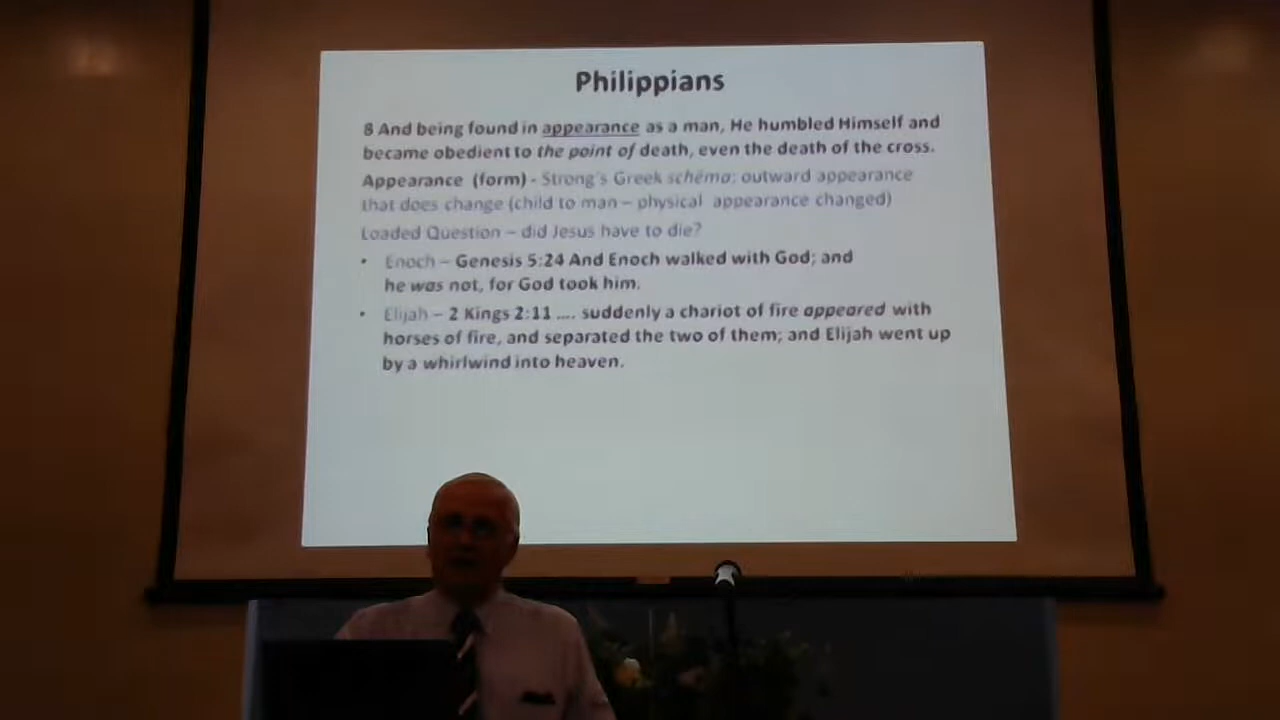 Philippians
8 And being found in appearance as a man, He humbled Himself and
became obedient to the point of death, even the death of the cross.
Appearance (form) - Strong's Greek schēma; outward appearance
that does change (child to man – physical appearance changed)
Loaded Question – did Jesus have to die?
• Enoch – Genesis 5:24 And Enoch walked with God; and
he was not, for God took him.
• Elijah – 2 Kings 2:11 .... suddenly a chariot of fire appeared with
horses of fire, and separated the two of them; and Elijah went up
by a whirlwind into heaven.